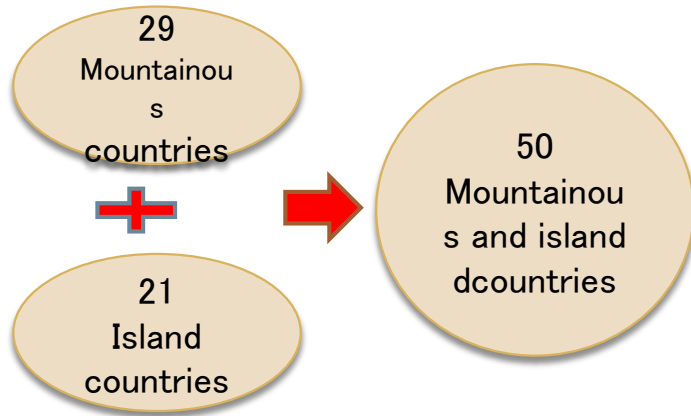 29
Mountainou
s
countries
21
Island
countries
50
Mountainou
s and island
dcountries